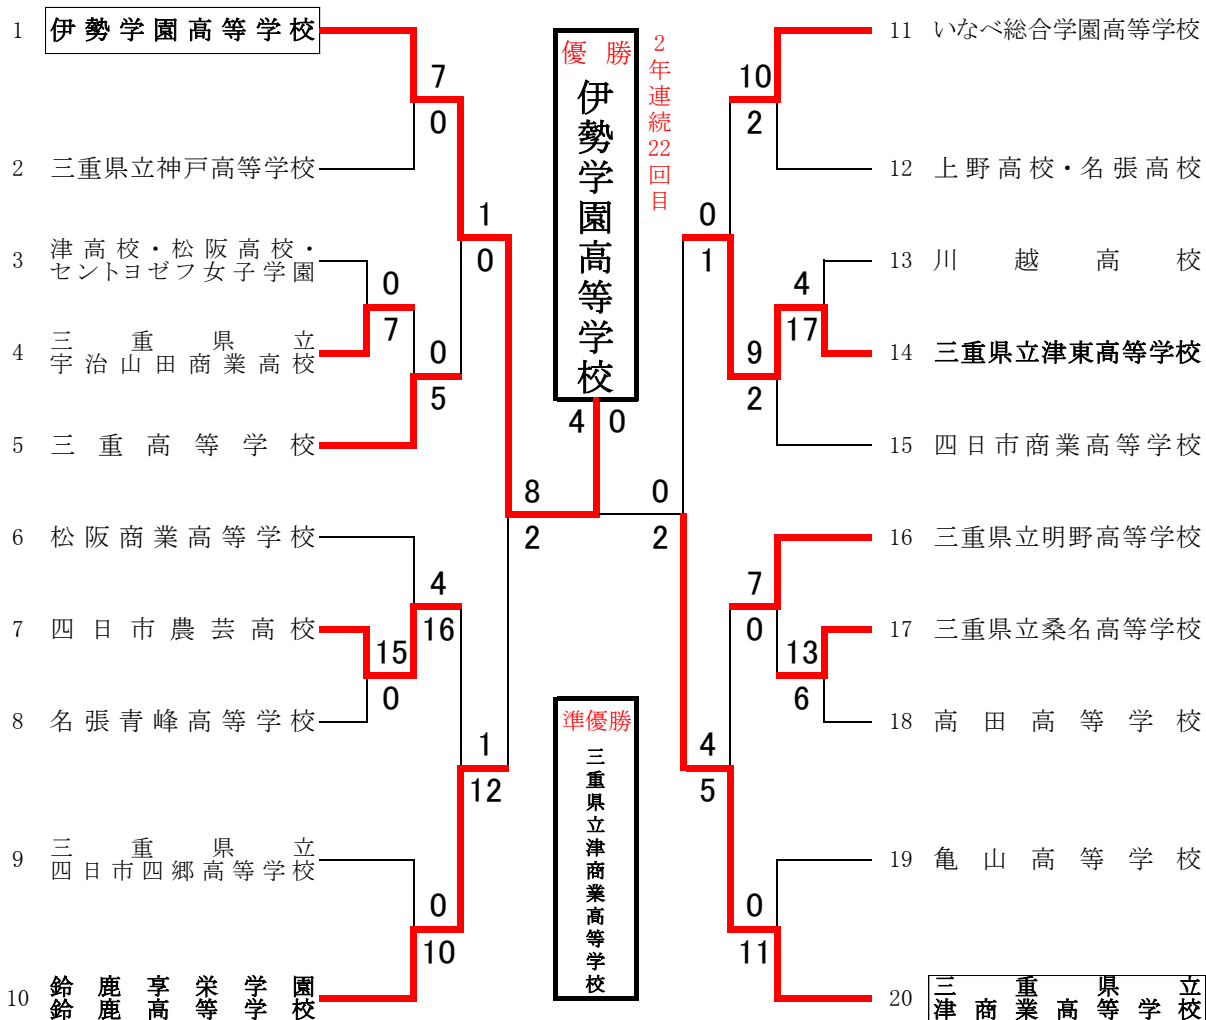 1 伊勢学園高等学校
7
0
2 三重県立神戸高等学校
1
0
3 津高校・松阪高校・
セントヨゼフ女子学園
0
7
4 三重県立
宇治山田商業高校
0
5
5 三重高等学校
8
2
6 松阪商業高等学校
4
16
7 四日市農芸高校
15
0
8 名張青峰高等学校
1
12
9 三重県立
四日市四郷高等学校
0
10
10 鈴鹿享栄学園
鈴鹿高等学校
優勝
伊勢学園高等学校
2年連続22回目
4 0
準優勝
三重県立津商業高等学校
11 いなべ総合学園高等学校
10
2
12 上野高校・名張高校
0
1
13 川越高校
4
17
14 三重県立津東高等学校
9
2
15 四日市商業高等学校
0
2
16 三重県立明野高等学校
7
0
17 三重県立桑名高等学校
13
6
18 高田高等学校
4
5
19 亀山高等学校
0
11
20 三重県立
津商業高等学校